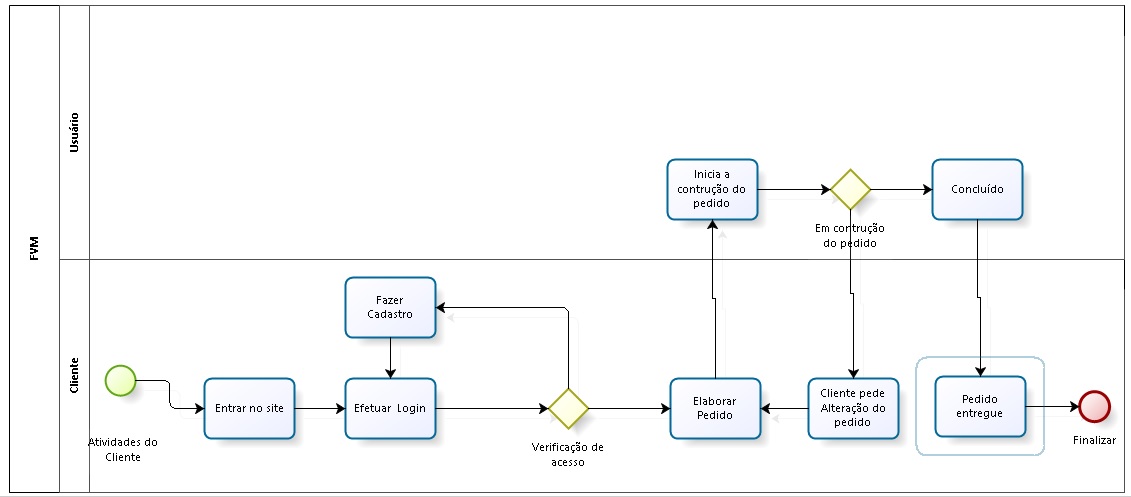 FVM
Usuário
Inicia a
contrução do
pedido
Em contrução
do pedido
Concluído
Cliente
Atividades do
Cliente
Entrar no site
Fazer
Cadastro
Efetuar Login
Verificação de
acesso
Elaborar
Pedido
Cliente pede
Alteração do
pedido
Pedido
entregue
Finalizar